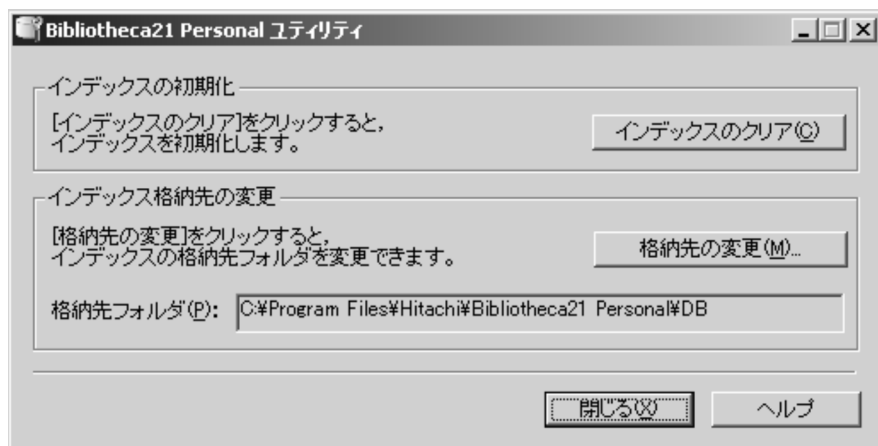 Bibliotheca21 Personal ユティリティ
インデックスの初期化
[インデックスのクリア]をクリックすると，
インデックスを初期化します。
インデックスのクリア(C)
インデックス格納先の変更
[格納先の変更]をクリックすると，
インデックスの格納先フォルダを変更できます。
格納先の変更(M)...
格納先フォルダ(P):
C:¥Program Files¥Hitachi¥Bibliotheca21 Personal¥DB
閉じる(X)
ヘルプ